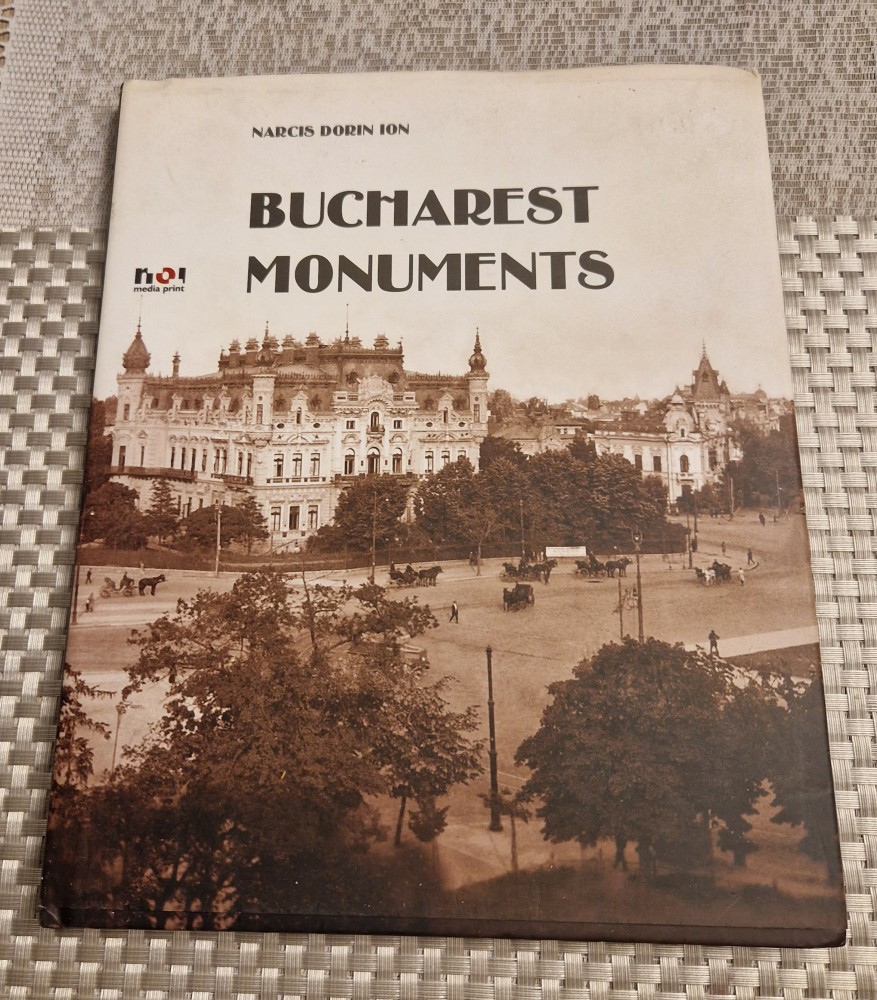 NARCIS DORIN ION
BUCHAREST
MONUMENTS
noi
media print